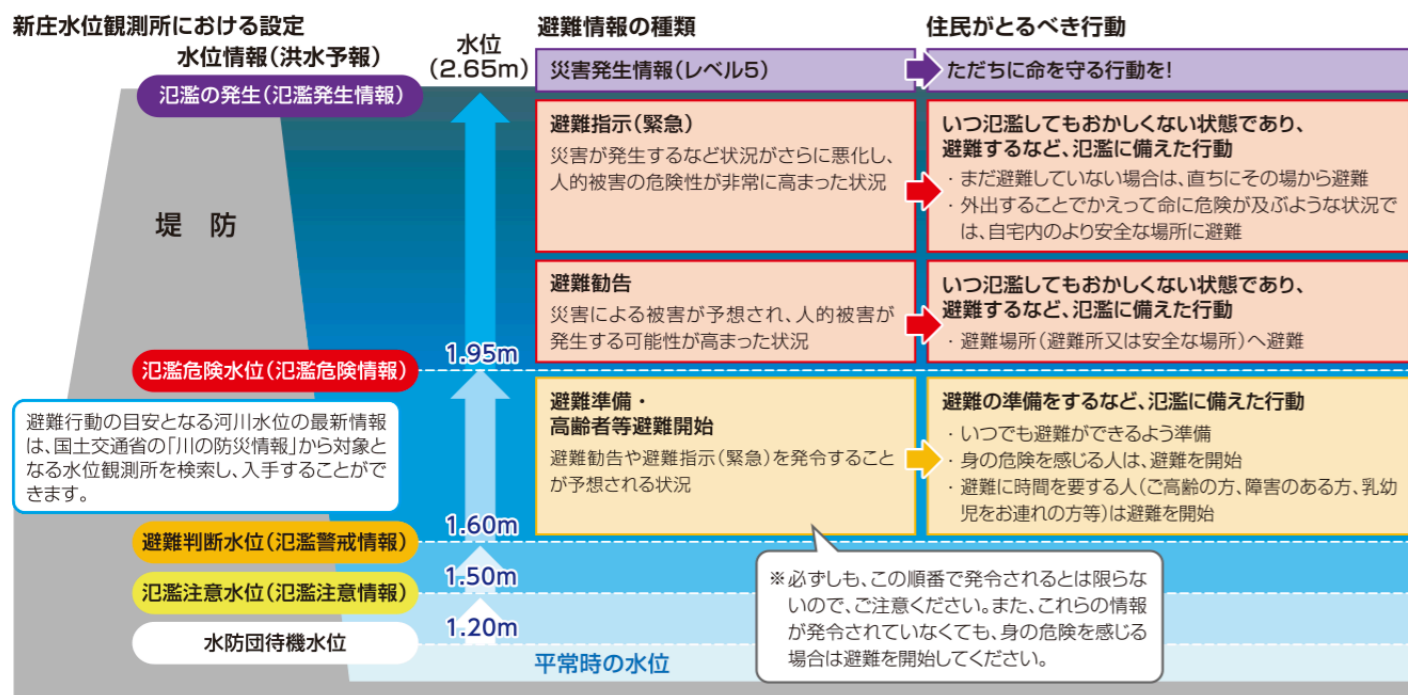 新庄水位観測所における設定
水位情報(洪水予報)
水位
(2.65m)
避難情報の種類
住民がとるべき行動
氾濫の発生(氾濫発生情報)
災害発生情報(レベル5)
ただちに命を守る行動を!
堤 防
避難指示(緊急)
災害が発生するなど状況がさらに悪化し、
人的被害の危険性が非常に高まった状況
いつ氾濫してもおかしくない状態であり、
避難するなど、氾濫に備えた行動
・まだ避難していない場合は、直ちにその場から避難
・外出することでかえって命に危険が及ぶような状況で
は、自宅内のより安全な場所に避難
避難勧告
災害による被害が予想され、人的被害が
発生する可能性が高まった状況
いつ氾濫してもおかしくない状態であり、
避難するなど、氾濫に備えた行動
・避難場所(避難所又は安全な場所)へ避難
1.95m
氾濫危険水位(氾濫危険情報)
避難行動の目安となる河川水位の最新情報
は、国土交通省の「川の防災情報」から対象と
なる水位観測所を検索し、入手することがで
きます。
避難準備・
高齢者等避難開始
避難勧告や避難指示(緊急)を発令すること
が予想される状況
避難の準備をするなど、氾濫に備えた行動
・いつでも避難ができるよう準備
・身の危険を感じる人は、避難を開始
・避難に時間を要する人(ご高齢の方、障害のある方、乳幼
児をお連れの方等)は避難を開始
1.60m
避難判断水位(氾濫警戒情報)
1.50m
氾濫注意水位(氾濫注意情報)
1.20m
水防団待機水位
平常時の水位
※必ずしも、この順番で発令されるとは限らな
いので、ご注意ください。また、これらの情報
が発令されていなくても、身の危険を感じる
場合は避難を開始してください。